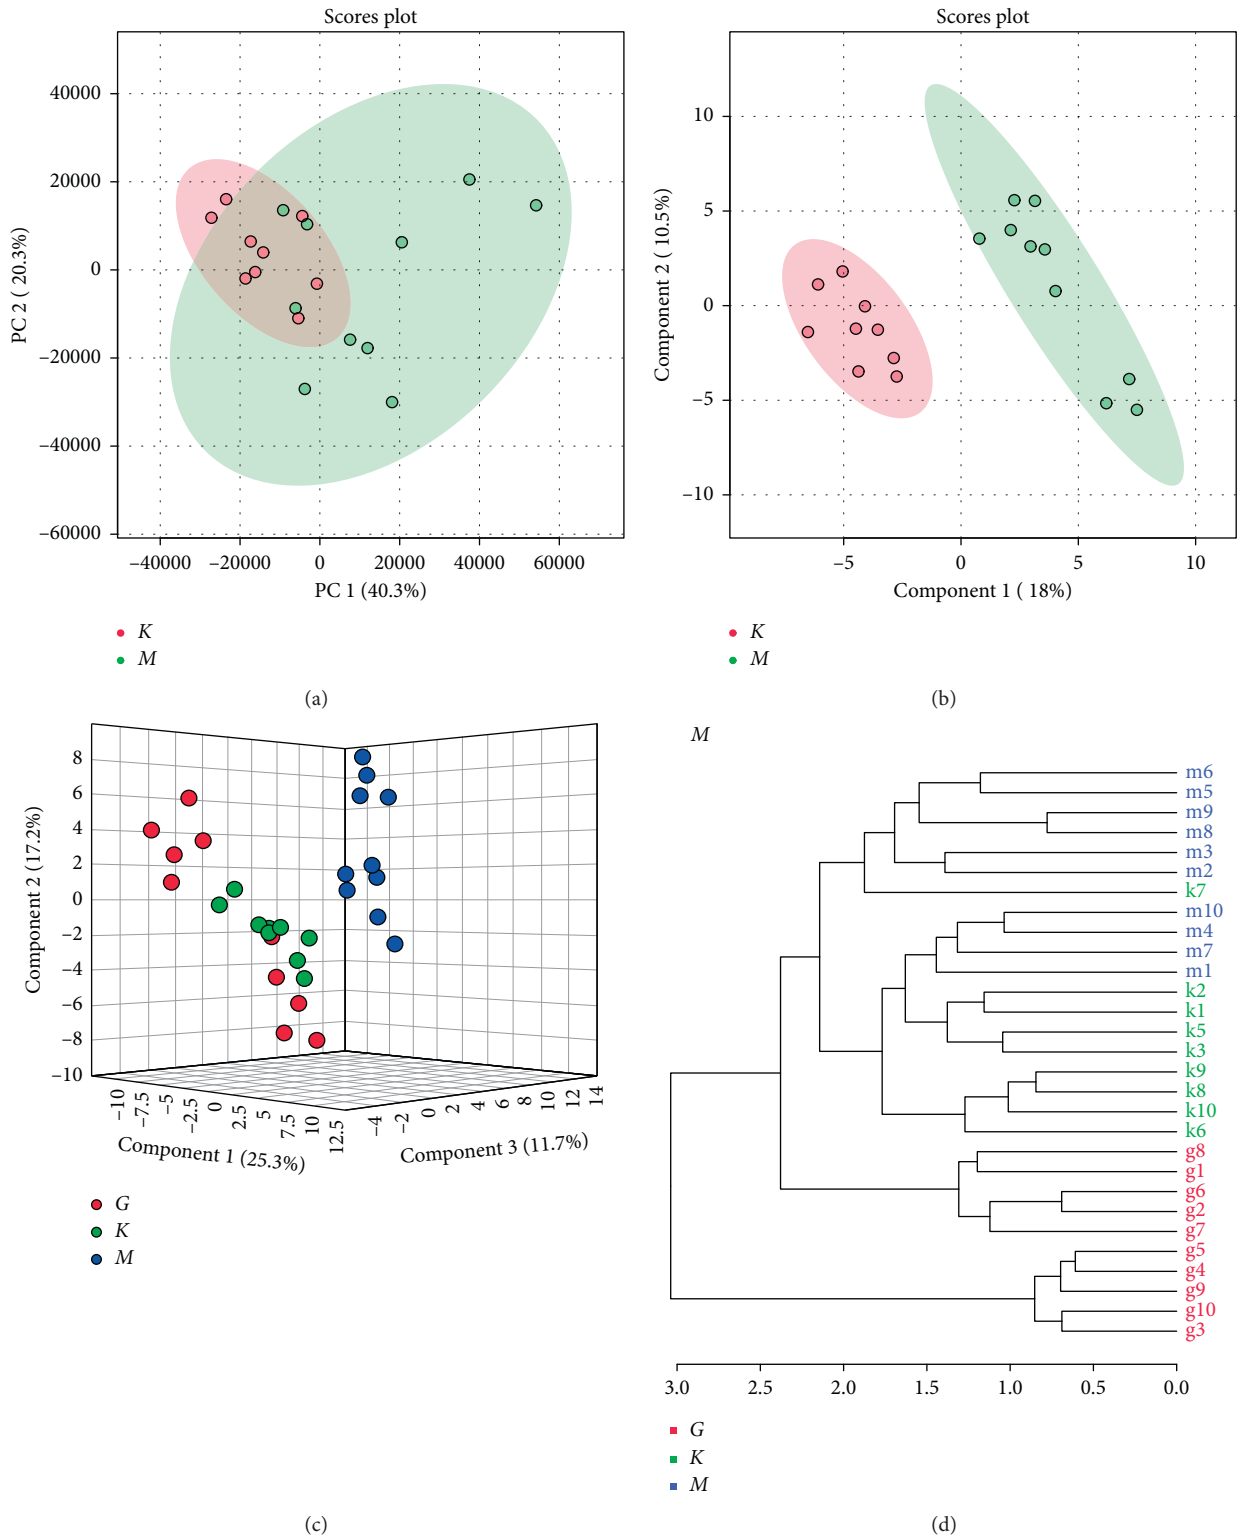 Scores plot
40000
20000
0
−20000
−40000
−60000
PC 2 ( 20.3%)
−40000 −20000 0 20000 40000 60000
PC 1 (40.3%)
K
M
(a)
Scores plot
10
5
0
−5
−10
Component 2 ( 10.5%)
−5 0 5 10
Component 1 ( 18%)
K
M
(b)
8
6
4
2
0
−2
−4
−6
−8
−10
Component 2 (17.2%)
−10 −7.5 −5 −2.5 0 2.5 5 7.5 10 12.5
Component 1 (25.3%)
−4 −2 0 2 4 6 8 10 12 14
Component 3 (11.7%)
G
K
M
(c)
M
m6
m5
m9
m8
m3
m2
k7
m10
m4
m7
m1
k2
k1
k5
k3
k9
k8
k10
k6
g8
g1
g6
g2
g7
g5
g4
g9
g10
g3
3.0 2.5 2.0 1.5 1.0 0.5 0.0
G
K
M
(d)